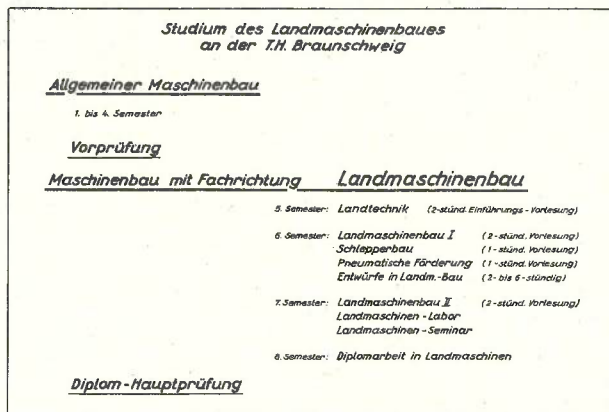 Studium des Landmaschinenbaues
an der T.H. Braunschweig
Allgemeiner Maschinenbau
1. bis 4. Semester
Vorprüfung
Maschinenbau mit Fachrichtung Landmaschinenbau
5. Semester: Landtechnik (2-stünd. Einführungs-Vorlesung)
6. Semester: Landmaschinenbau I (2-stünd. Vorlesung)
Schlepperbau (1-stünd. Vorlesung)
Pneumatische Förderung (1-stünd. Vorlesung)
Entwürfe in Landm.-Bau (2- bis 6-stündig)
7. Semester: Landmaschinenbau II (2-stünd. Vorlesung)
Landmaschinen-Labor
Landmaschinen-Seminar
8. Semester: Diplomarbeit in Landmaschinen
Diplom-Hauptprüfung